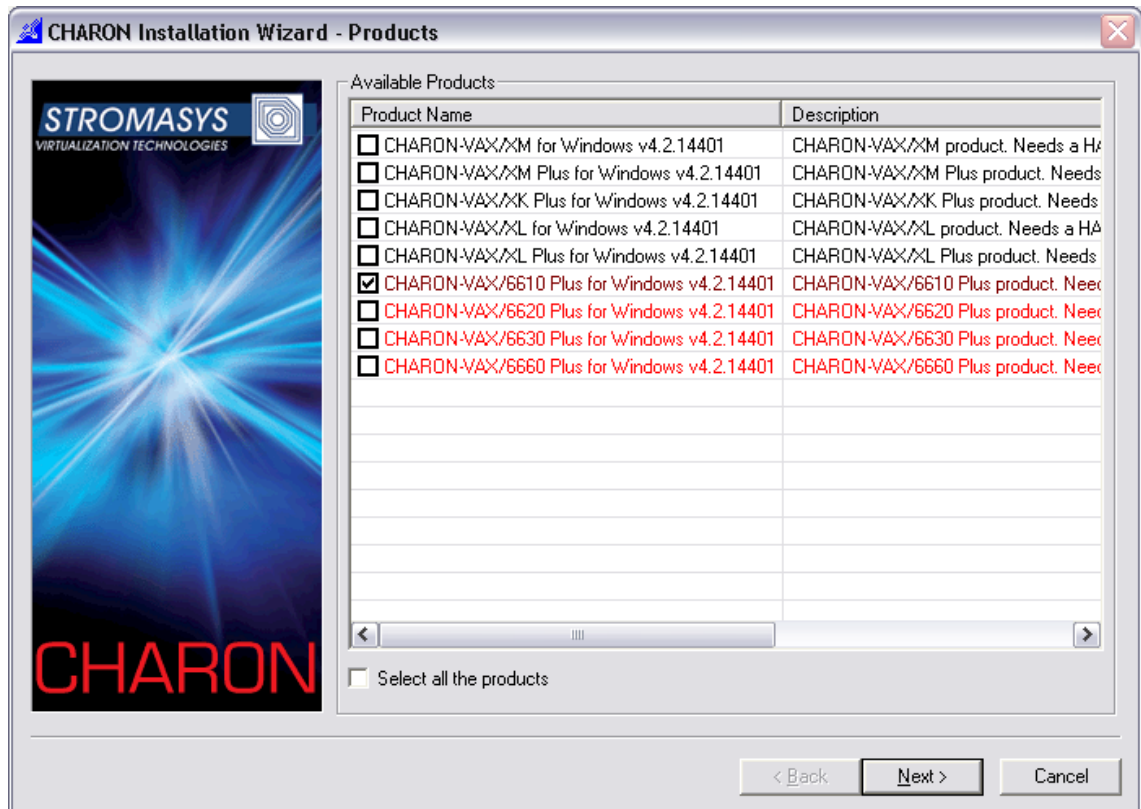 CHARON Installation Wizard - Products
STROMASYS
VIRTUALIZATION TECHNOLOGIES
CHARON
Available Products
Product Name Description
CHARON-VAX/XM for Windows v4.2.14401 CHARON-VAX/XM product. Needs a HA
CHARON-VAX/XM Plus for Windows v4.2.14401 CHARON-VAX/XM Plus product. Needs
CHARON-VAX/XK Plus for Windows v4.2.14401 CHARON-VAX/XK Plus product. Needs
CHARON-VAX/XL for Windows v4.2.14401 CHARON-VAX/XL product. Needs a HA
CHARON-VAX/XL Plus for Windows v4.2.14401 CHARON-VAX/XL Plus product. Needs
CHARON-VAX/6610 Plus for Windows v4.2.14401 CHARON-VAX/6610 Plus product. Need
CHARON-VAX/6620 Plus for Windows v4.2.14401 CHARON-VAX/6620 Plus product. Need
CHARON-VAX/6630 Plus for Windows v4.2.14401 CHARON-VAX/6630 Plus product. Need
CHARON-VAX/6660 Plus for Windows v4.2.14401 CHARON-VAX/6660 Plus product. Need
Select all the products
< Back Next > Cancel